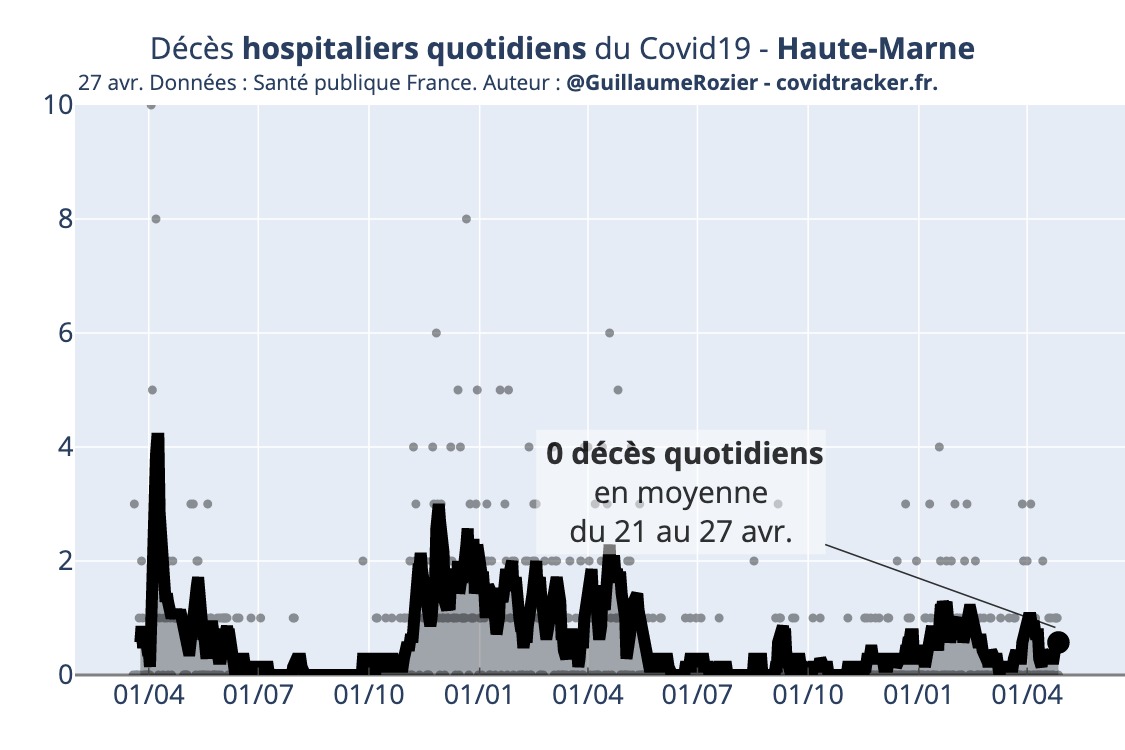 Décès hospitaliers quotidiens du Covid19 - Haute-Marne
27 avr. Données : Santé publique France. Auteur : @GuillaumeRozier - covidtracker.fr.
10
8
6
4
2
0
0 décès quotidiens
en moyenne
du 21 au 27 avr.
01/04 01/07 01/10 01/01 01/04 01/07 01/10 01/01 01/04